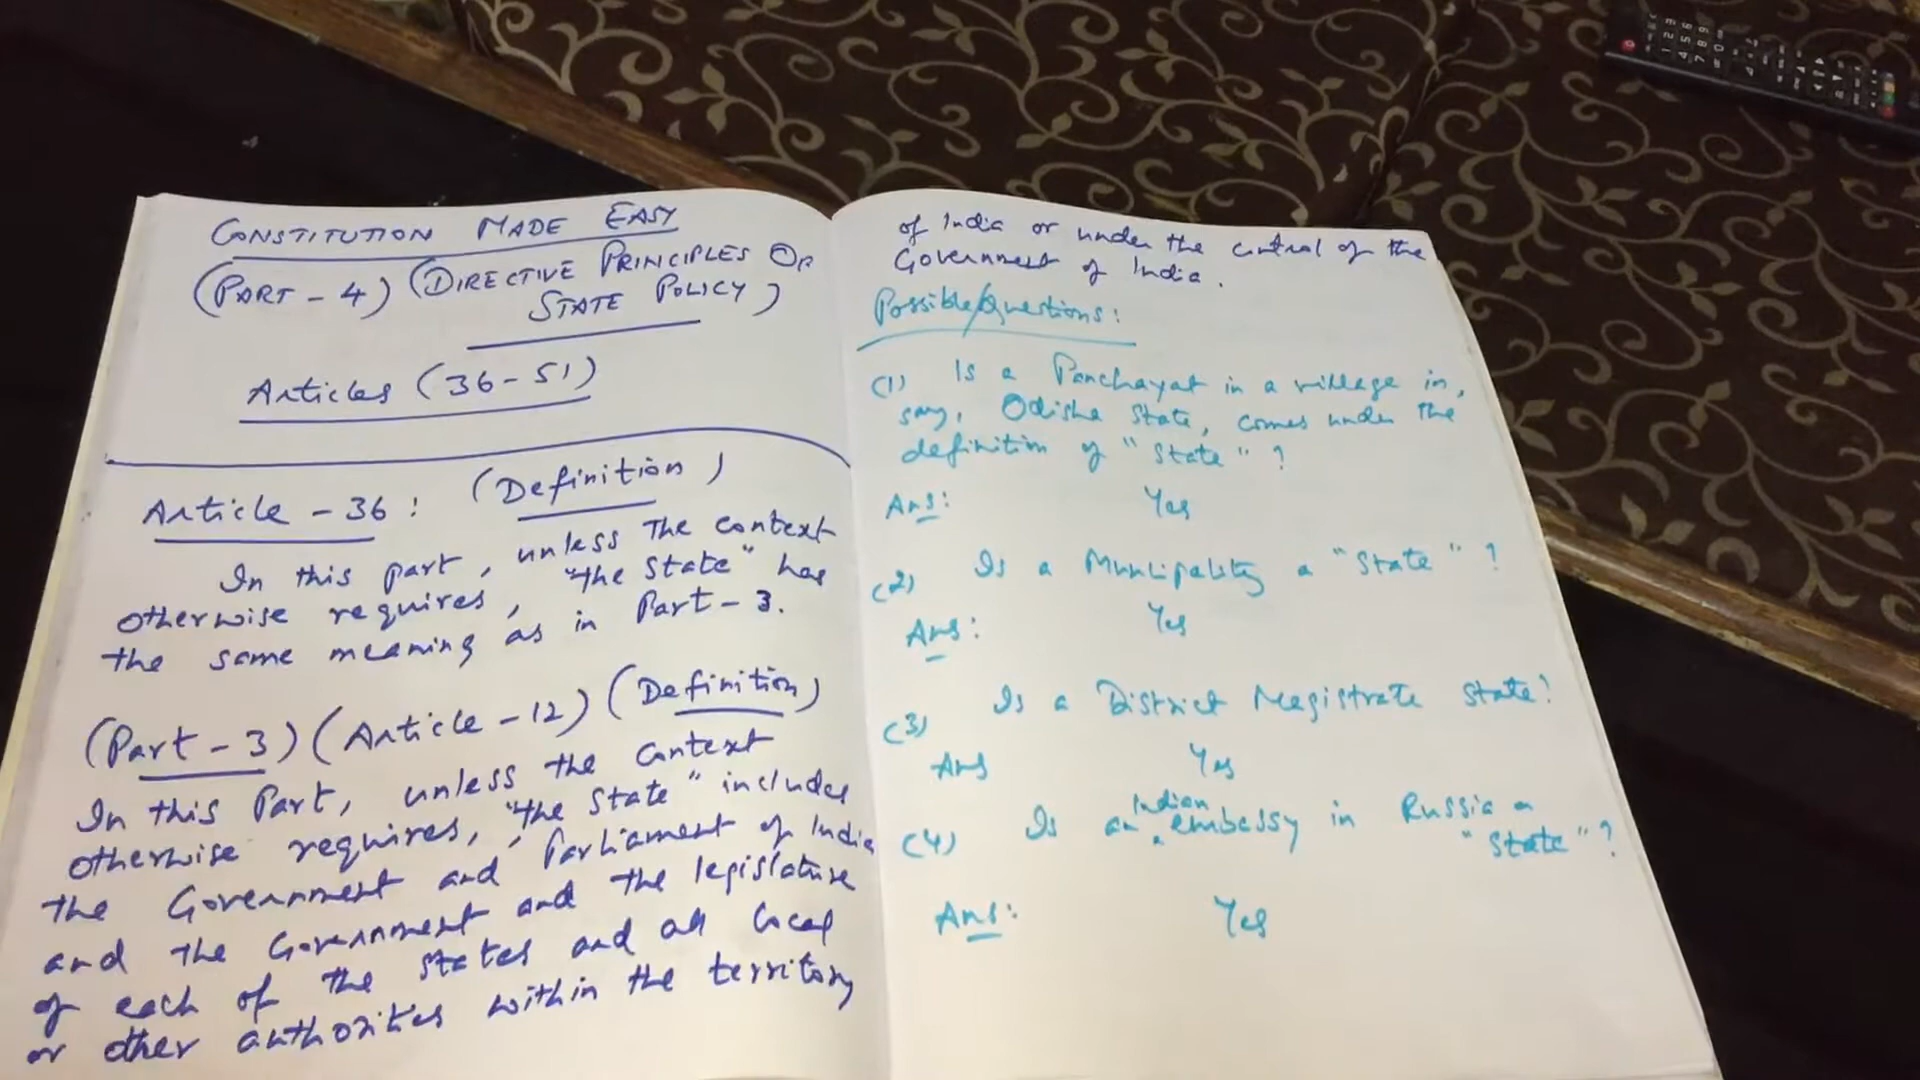 CONSTITUTION MADE EASY
(PART-4) (DIRECTIVE PRINCIPLES OF
STATE POLICY)
Articles (36-51)
Article-36: (Definition)
In this part, unless the context
otherwise requires, "the State" has
the same meaning as in Part-3.
(Part-3) (Article-12) (Definition)
In this Part, unless the context
otherwise requires, "the State" includes
the Government and Parliament of India
and the Government and the legislature
of each of the states and all local
or other authorities within the territory
of India or under the control of the
Government of India.
Possible/Questions:
(1) Is a Panchayat in a village in,
say, Odisha State, comes under the
definition of "State"?
Ans: Yes
(2) Is a Municipality a "State"?
Ans: Yes
(3) Is a District Magistrate State?
Ans Yes
(4) Is an Indian embassy in Russia a
"State"?
Ans: Yes